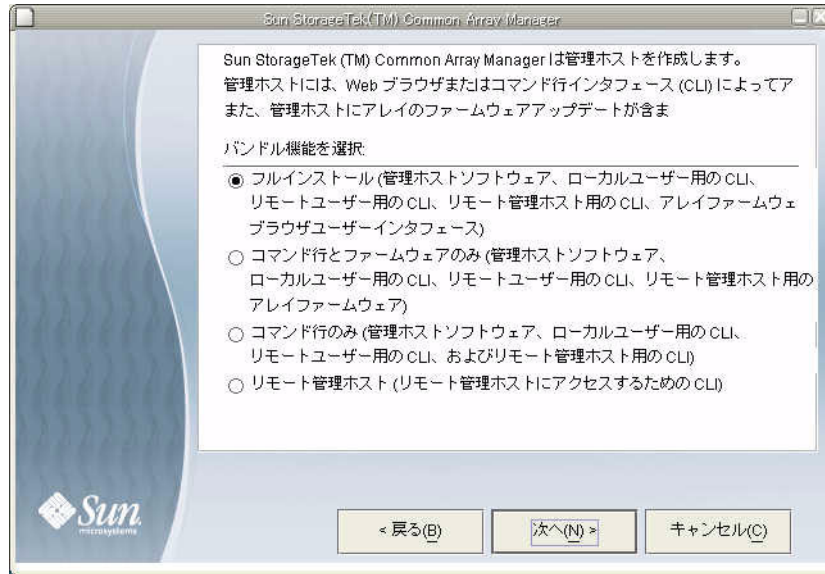 Sun StorageTek(TM) Common Array Manager
Sun StorageTek (TM) Common Array Manager は管理ホストを作成します。
管理ホストには、Web ブラウザまたはコマンド行インタフェース (CLI) によってア
また、管理ホストにアレイのファームウェアアップデートが含ま
バンドル機能を選択:
フルインストール (管理ホストソフトウェア、ローカルユーザー用の CLI、
リモートユーザー用の CLI、リモート管理ホスト用の CLI、アレイファームウェ
ブラウザユーザーインタフェース)
コマンド行とファームウェアのみ (管理ホストソフトウェア、
ローカルユーザー用の CLI、リモートユーザー用の CLI、リモート管理ホスト用の
アレイファームウェア)
コマンド行のみ (管理ホストソフトウェア、ローカルユーザー用の CLI、
リモートユーザー用の CLI、およびリモート管理ホスト用の CLI)
リモート管理ホスト (リモート管理ホストにアクセスするための CLI)
Sun
microsystems
< 戻る(B)
次へ(N) >
キャンセル(C)